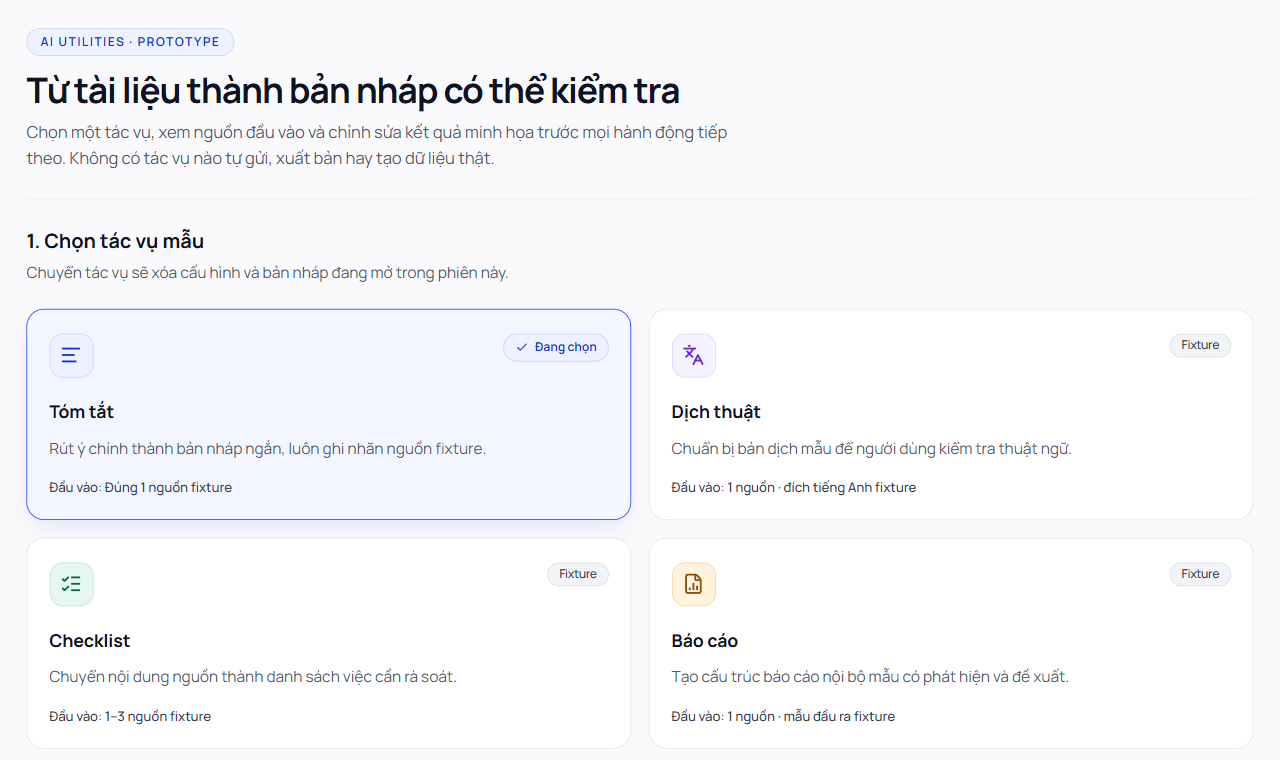 AI UTILITIES · PROTOTYPE
Từ tài liệu thành bản nháp có thể kiểm tra
Chọn một tác vụ, xem nguồn đầu vào và chỉnh sửa kết quả minh họa trước mọi hành động tiếp
theo. Không có tác vụ nào tự gửi, xuất bản hay tạo dữ liệu thật.
1. Chọn tác vụ mẫu
Chuyển tác vụ sẽ xóa cấu hình và bản nháp đang mở trong phiên này.
Đang chọn
Tóm tắt
Rút ý chính thành bản nháp ngắn, luôn ghi nhãn nguồn fixture.
Đầu vào: Đúng 1 nguồn fixture
Fixture
Dịch thuật
Chuẩn bị bản dịch mẫu để người dùng kiểm tra thuật ngữ.
Đầu vào: 1 nguồn · đích tiếng Anh fixture
Fixture
Checklist
Chuyển nội dung nguồn thành danh sách việc cần rà soát.
Đầu vào: 1–3 nguồn fixture
Fixture
Báo cáo
Tạo cấu trúc báo cáo nội bộ mẫu có phát hiện và đề xuất.
Đầu vào: 1 nguồn · mẫu đầu ra fixture